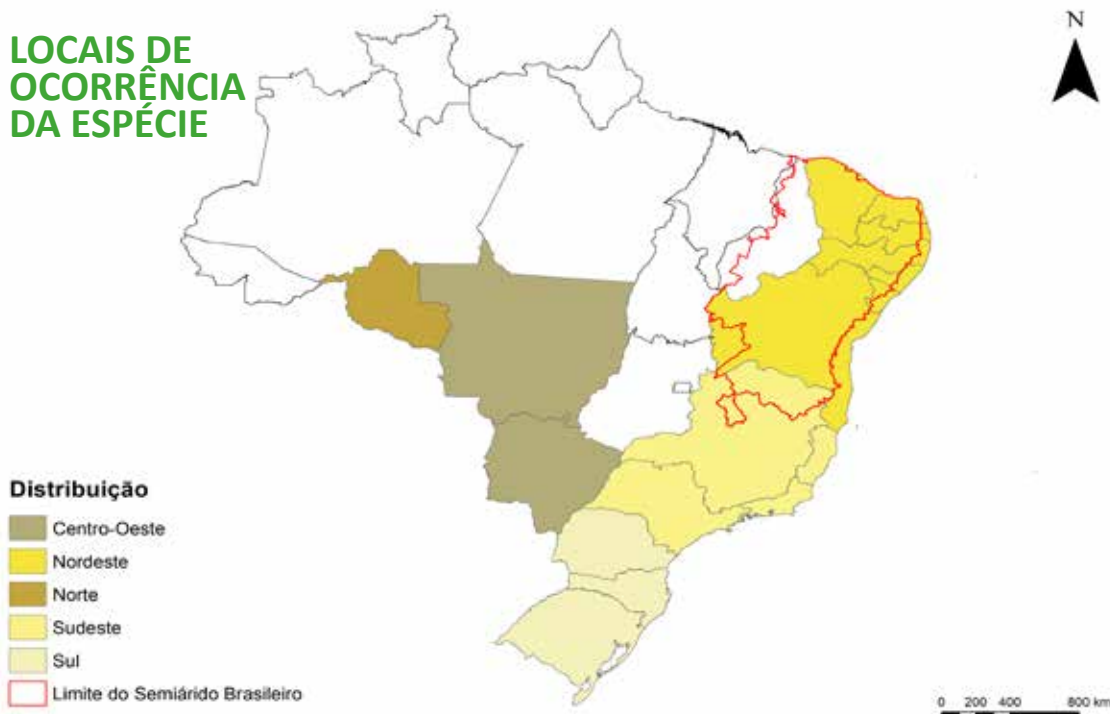 LOCAIS DE
OCORRÊNCIA
DA ESPÉCIE
N
Distribuição
Centro-Oeste
Nordeste
Norte
Sudeste
Sul
Limite do Semiárido Brasileiro
0 200 400 800 km